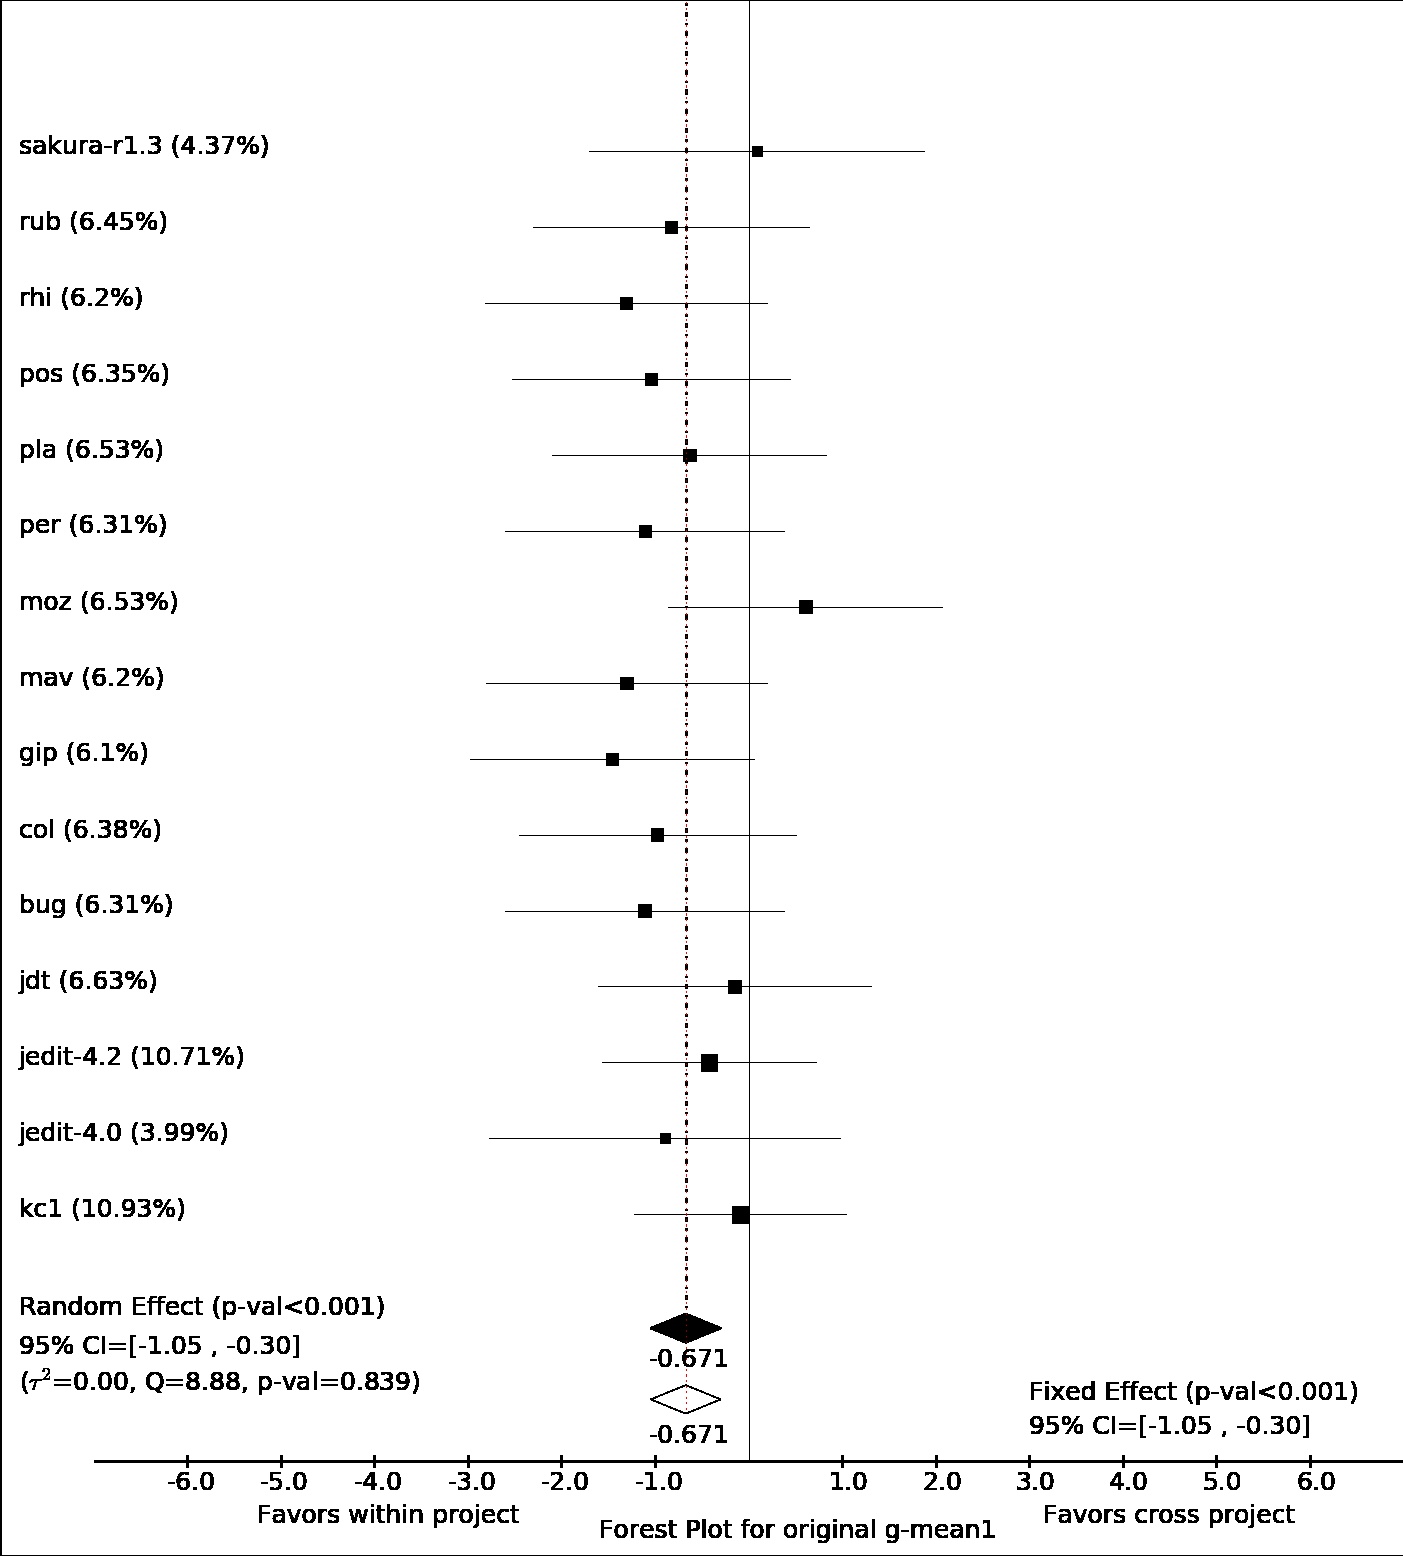 sakura-r1.3 (4.37%)
rub (6.45%)
rhi (6.2%)
pos (6.35%)
pla (6.53%)
per (6.31%)
moz (6.53%)
mav (6.2%)
gip (6.1%)
col (6.38%)
bug (6.31%)
jdt (6.63%)
jedit-4.2 (10.71%)
jedit-4.0 (3.99%)
kc1 (10.93%)
Random Effect (p-val<0.001)
95% CI=[-1.05 , -0.30]
(τ²=0.00, Q=8.88, p-val=0.839)
-0.671
-0.671
Fixed Effect (p-val<0.001)
95% CI=[-1.05 , -0.30]
-6.0 -5.0 -4.0 -3.0 -2.0 -1.0 1.0 2.0 3.0 4.0 5.0 6.0
Favors within project
Favors cross project
Forest Plot for original g-mean1